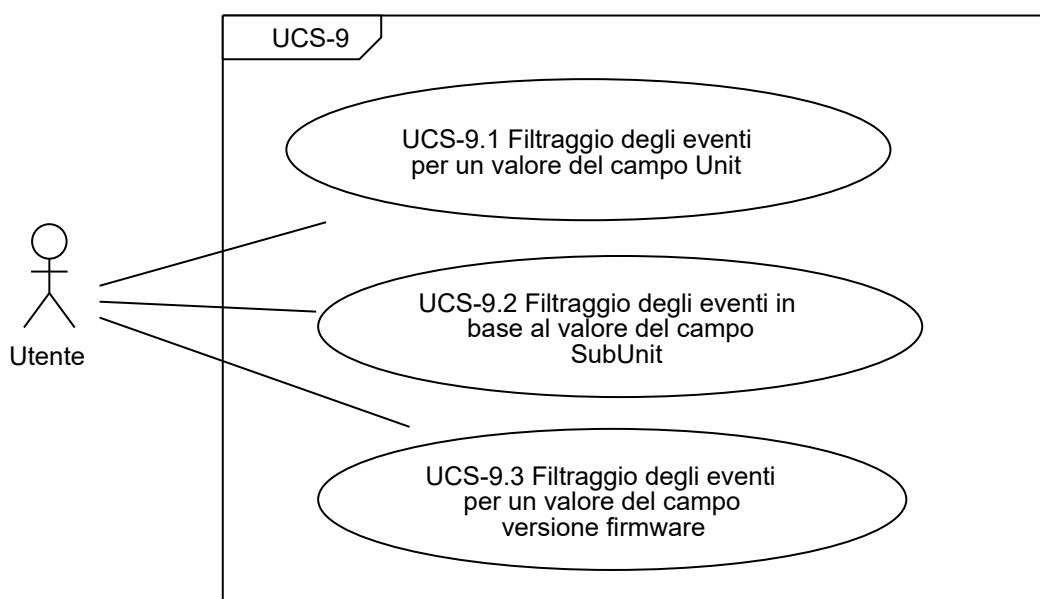 UCS-9
UCS-9.1 Filtraggio degli eventi
per un valore del campo Unit
UCS-9.2 Filtraggio degli eventi in
base al valore del campo
SubUnit
Utente
UCS-9.3 Filtraggio degli eventi
per un valore del campo
versione firmware